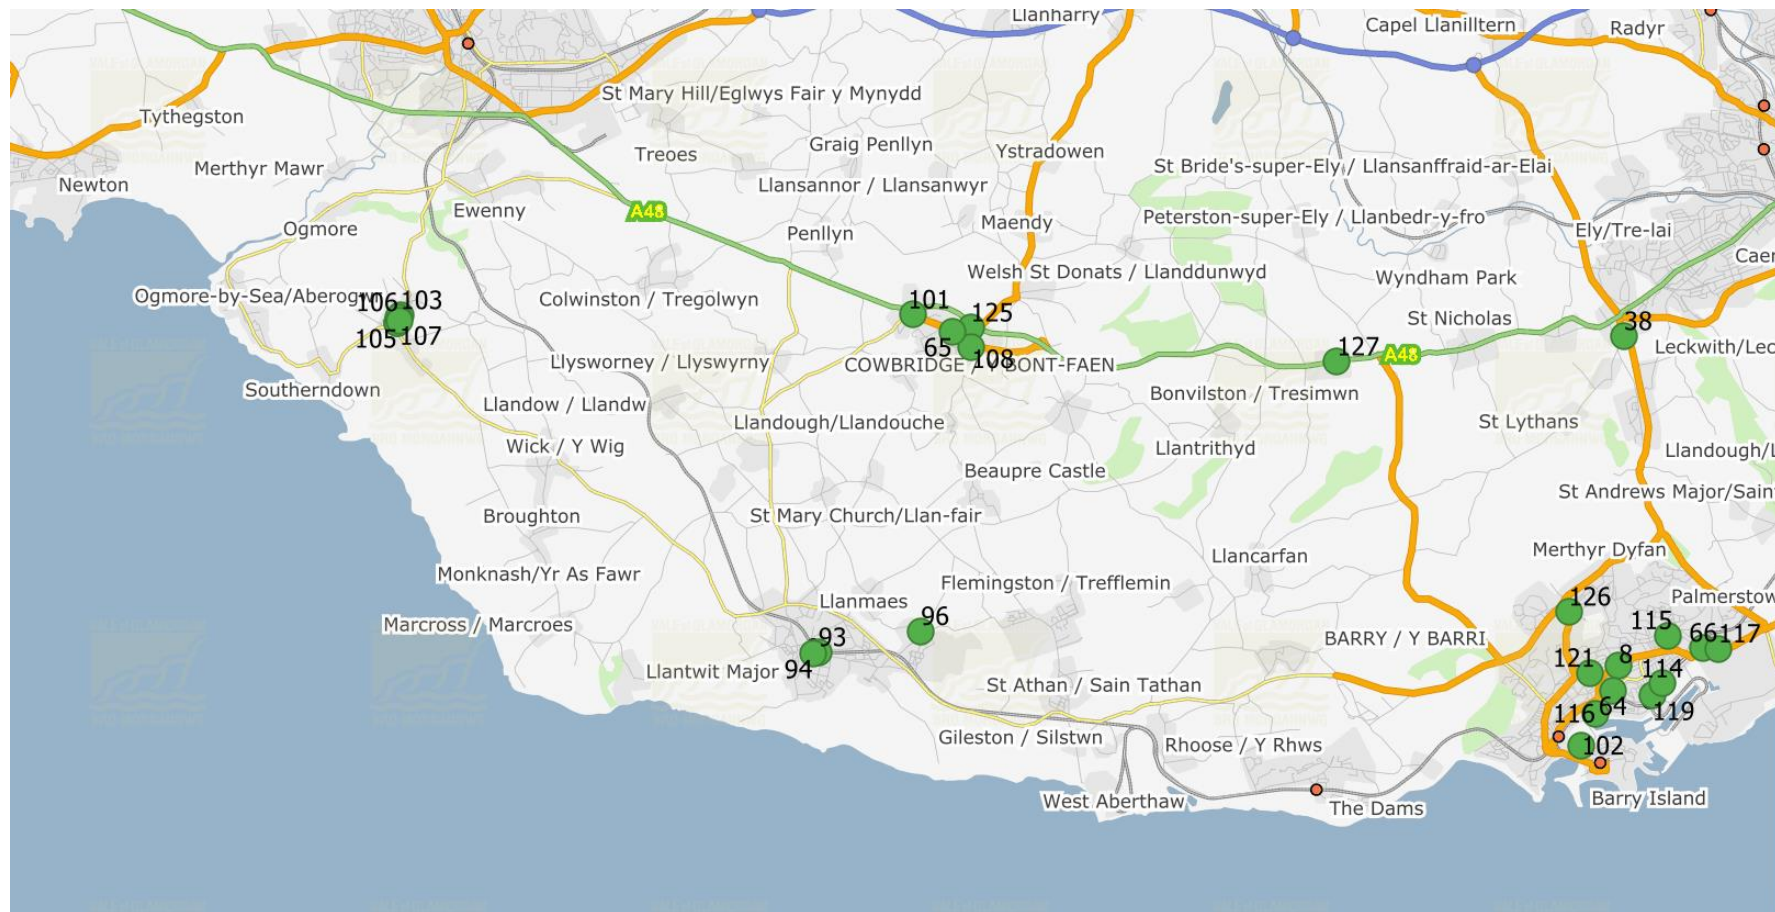 Llanharry
Capel Llanilltern
Radyr
St Mary Hill/Eglwys Fair y Mynydd
Tythegston
Graig Penllyn
Treoes
Ystradowen
Merthyr Mawr
St Bride's-super-Ely / Llansanffraid-ar-Elai
Newton
Llansannor / Llansanwyr
Ewenny
A48
Peterston-super-Ely / Llanbedr-y-fro
Maendy
Ogmore
Penllyn
Ely/Tre-lai
Caer
Welsh St Donats / Llanddunwyd
Wyndham Park
Ogmore-by-Sea/Aberogwr
106
103
Colwinston / Tregolwyn
101
125
St Nicholas
38
105
107
65
108
127
A48
Leckwith/Lec
Llysworney / Llyswyrny
COWBRIDGE / Y BONT-FAEN
Southerndown
Bonvilston / Tresimwn
Llandow / Llandw
Llandough/Llandouche
St Lythans
Wick / Y Wig
Llantrithyd
Llandough/L
Beaupre Castle
St Andrews Major/Sain
Broughton
St Mary Church/Llan-fair
Merthyr Dyfan
Llancarfan
Monknash/Yr As Fawr
Flemingston / Trefflemin
Llanmaes
126
Palmerstow
96
Marcross / Marcroes
93
BARRY / Y BARRI
115
66
117
94
Llantwit Major
121
8
114
St Athan / Sain Tathan
116
64
119
Gileston / Silstwn
Rhoose / Y Rhws
102
West Aberthaw
The Dams
Barry Island